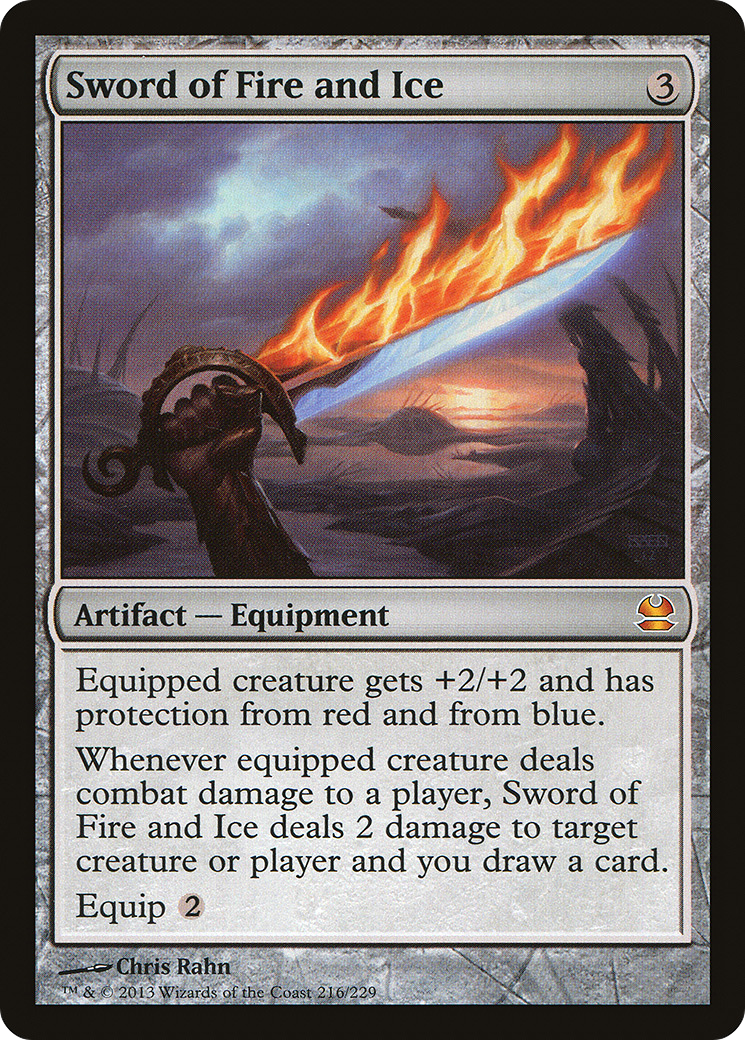 Sword of Fire and Ice 3
Artifact — Equipment
Equipped creature gets +2/+2 and has
protection from red and from blue.
Whenever equipped creature deals
combat damage to a player, Sword of
Fire and Ice deals 2 damage to target
creature or player and you draw a card.
Equip 2
Chris Rahn
™ & © 2013 Wizards of the Coast 216/229